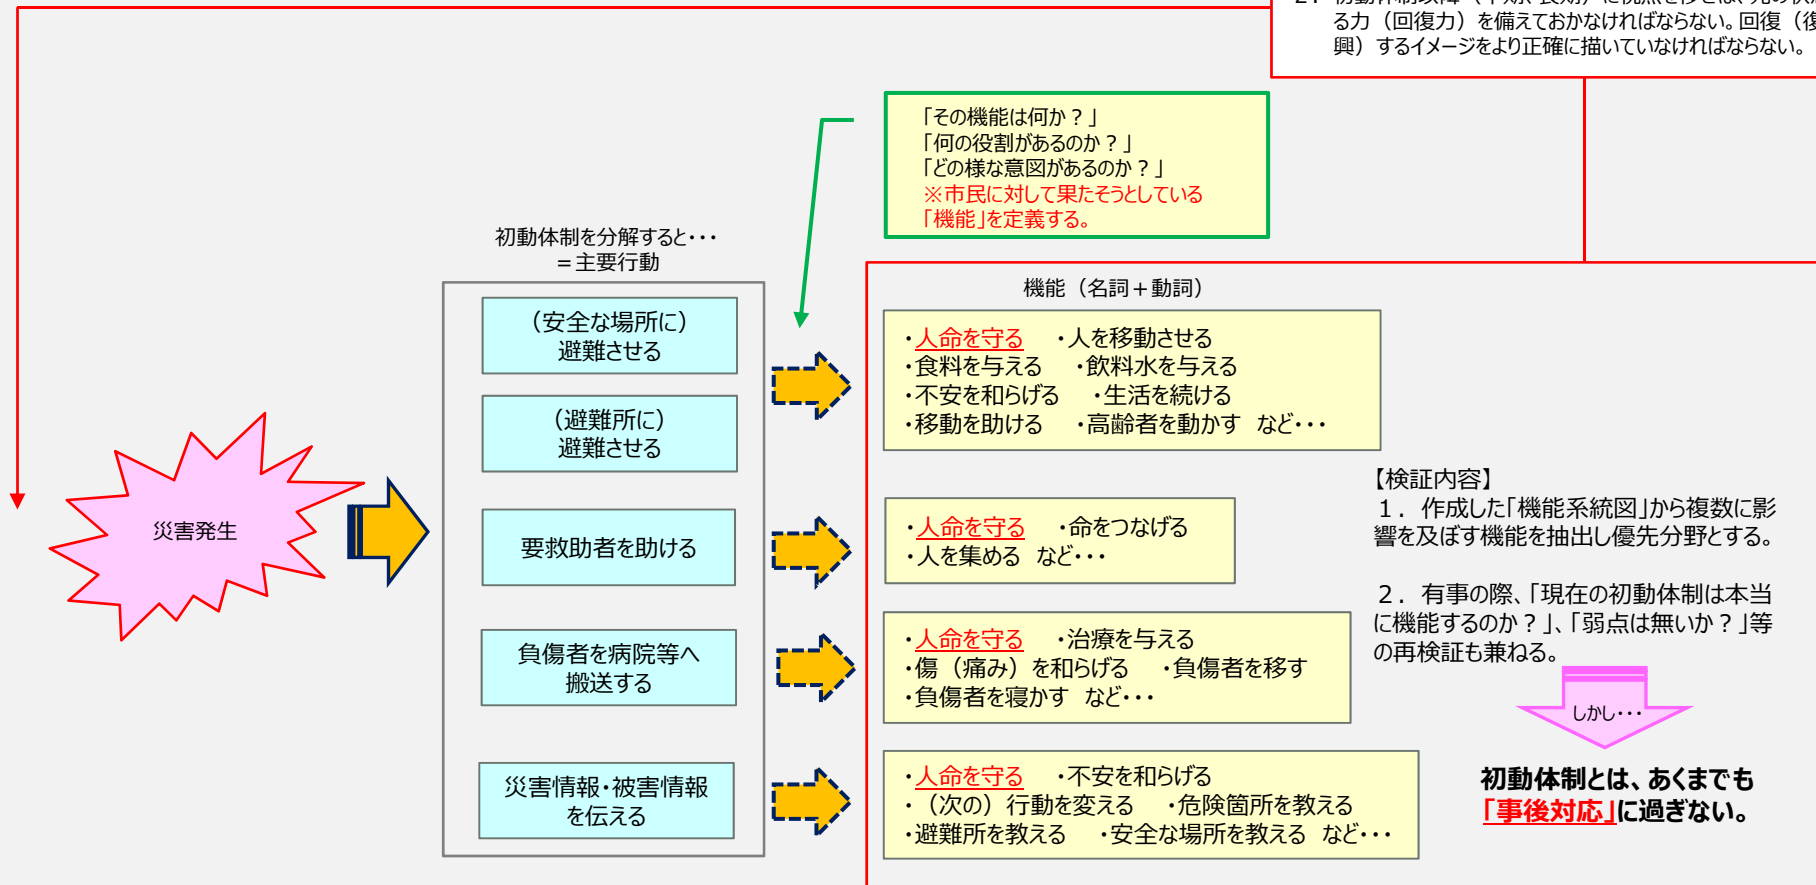 る力（回復力）を備えておかなければならない。回復（復
興）するイメージをより正確に描いていなければならない。
「その機能は何か？」
「何の役割があるのか？」
「どの様な意図があるのか？」
※市民に対して果たそうとしている
「機能」を定義する。
初動体制を分解すると・・・
＝主要行動
機能（名詞＋動詞）
（安全な場所に）
避難させる
（避難所に）
避難させる
・人命を守る　・人を移動させる
・食料を与える　・飲料水を与える
・不安を和らげる　・生活を続ける
・移動を助ける　・高齢者を動かす など・・・
災害発生
要救助者を助ける
・人命を守る　・命をつなげる
・人を集める など・・・
負傷者を病院等へ
搬送する
・人命を守る　・治療を与える
・傷（痛み）を和らげる　・負傷者を移す
・負傷者を寝かす など・・・
災害情報・被害情報
を伝える
・人命を守る　・不安を和らげる
・（次の）行動を変える　・危険箇所を教える
・避難所を教える　・安全な場所を教える など・・・
【検証内容】
１．作成した「機能系統図」から複数に影
響を及ぼす機能を抽出し優先分野とする。
２．有事の際、「現在の初動体制は本当
に機能するのか？」、「弱点は無いか？」等
の再検証も兼ねる。
しかし・・・
初動体制とは、あくまでも
「事後対応」に過ぎない。